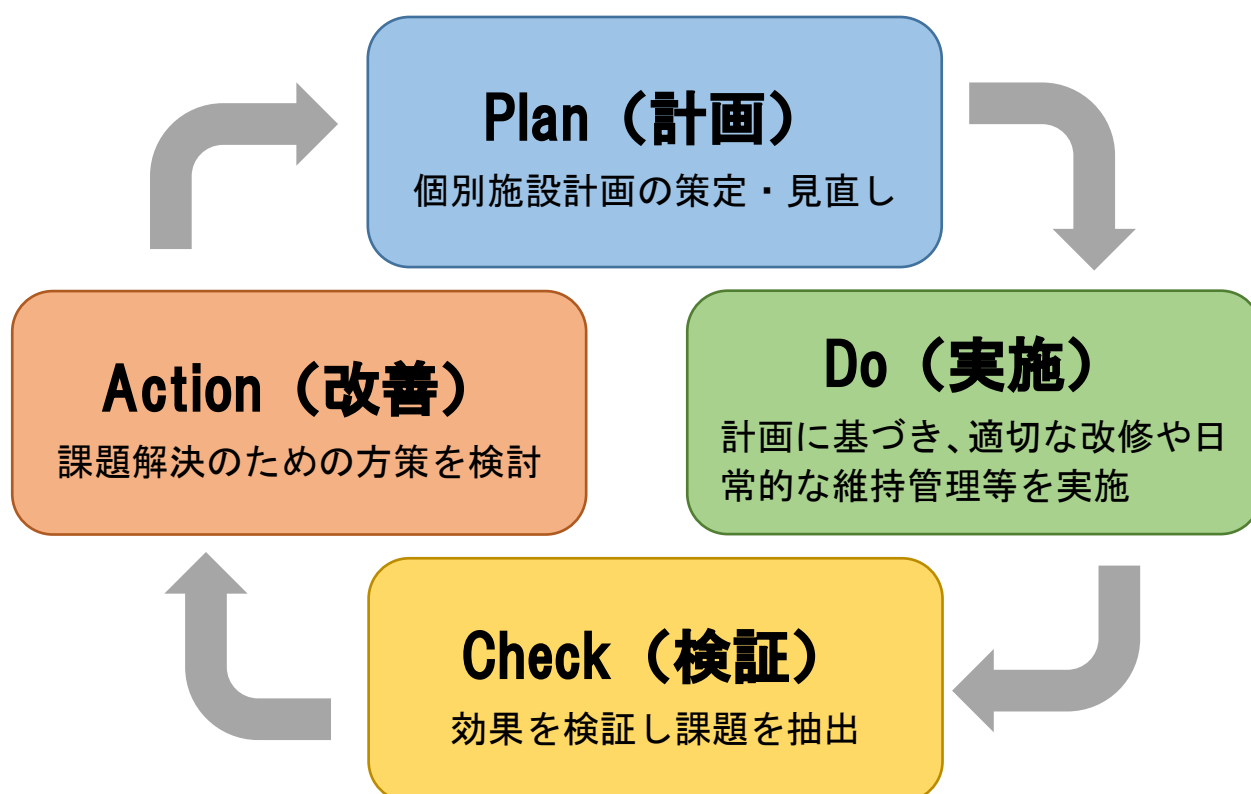 Plan（計画）
個別施設計画の策定・見直し
Do（実施）
計画に基づき、適切な改修や日
常的な維持管理等を実施
Check（検証）
効果を検証し課題を抽出
Action（改善）
課題解決のための方策を検討